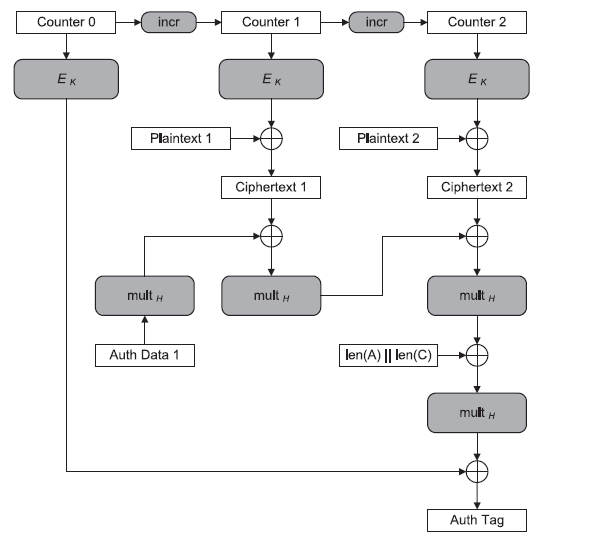 Counter 0
incr
Counter 1
incr
Counter 2
E K
E K
E K
Plaintext 1
Plaintext 2
Ciphertext 1
Ciphertext 2
mult H
mult H
mult H
Auth Data 1
len(A) || len(C)
mult H
Auth Tag